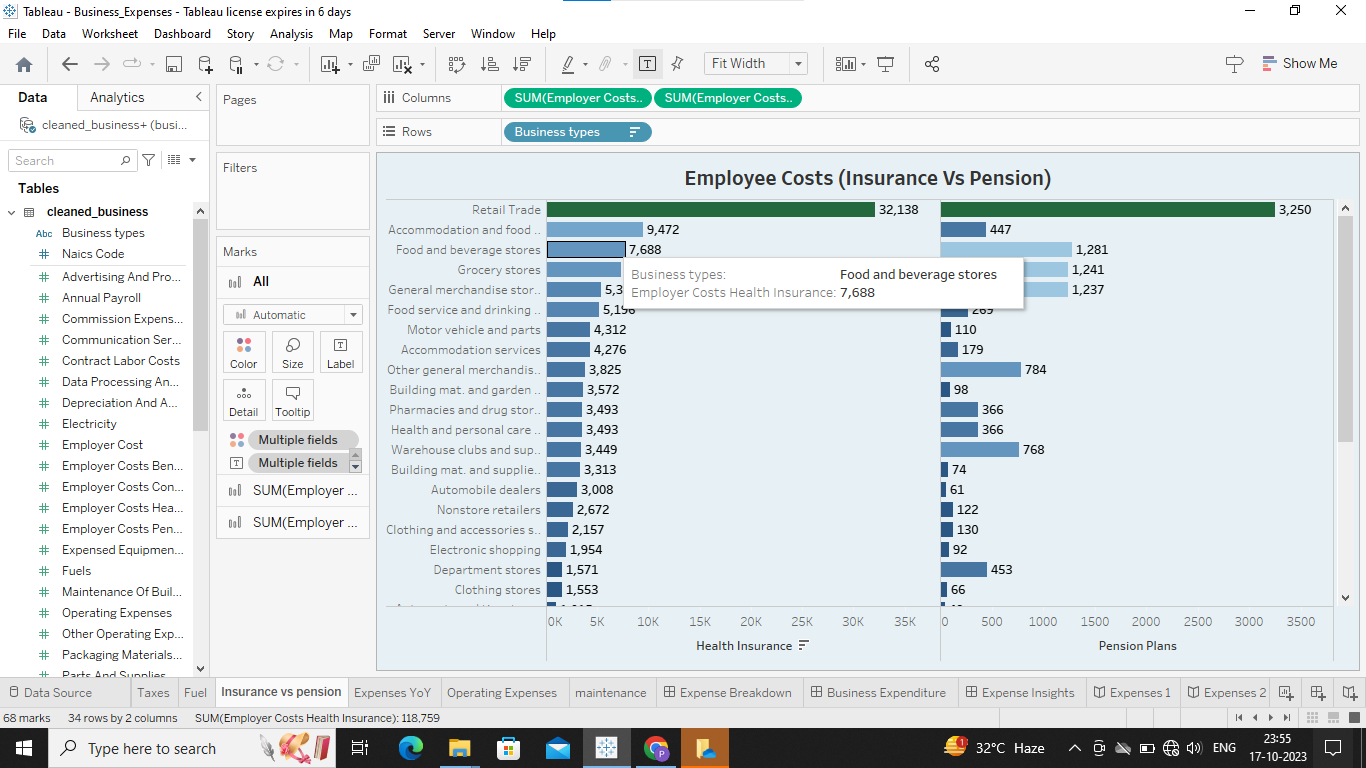 Tableau - Business_Expenses - Tableau license expires in 6 days
File Data Worksheet Dashboard Story Analysis Map Format Server Window Help
Fit Width
Show Me
Data Analytics
cleaned_business+ (busi...
Search
Tables
cleaned_business
Abc Business types
Naics Code
Advertising And Pro...
Annual Payroll
Commission Expens...
Communication Ser...
Contract Labor Costs
Data Processing An...
Depreciation And A...
Electricity
Employer Cost
Employer Costs Ben...
Employer Costs Con...
Employer Costs Hea...
Employer Costs Pen...
Expensed Equipmen...
Fuels
Maintenance Of Buil...
Operating Expenses
Other Operating Exp...
Packaging Materials...
Parts And Supplies
Pages
Filters
Marks
All
Automatic
Color Size Label
Detail Tooltip
Multiple fields
Multiple fields
SUM(Employer ...
SUM(Employer ...
Columns SUM(Employer Costs.. SUM(Employer Costs..
Rows Business types
Employee Costs (Insurance Vs Pension)
Retail Trade 32,138 3,250
Accommodation and food .. 9,472 447
Food and beverage stores 7,688 1,281
Grocery stores 1,241
General merchandise stor.. 1,237
Business types: Food and beverage stores
Employer Costs Health Insurance: 7,688
Food service and drinking .. 5,196 269
Motor vehicle and parts 4,312 110
Accommodation services 4,276 179
Other general merchandis.. 3,825 784
Building mat. and garden .. 3,572 98
Pharmacies and drug stor.. 3,493 366
Health and personal care .. 3,493 366
Warehouse clubs and sup.. 3,449 768
Building mat. and supplie.. 3,313 74
Automobile dealers 3,008 61
Nonstore retailers 2,672 122
Clothing and accessories s.. 2,157 130
Electronic shopping 1,954 92
Department stores 1,571 453
Clothing stores 1,553 66
0K 5K 10K 15K 20K 25K 30K 35K 0 500 1000 1500 2000 2500 3000 3500
Health Insurance Pension Plans
Data Source Taxes Fuel Insurance vs pension Expenses YoY Operating Expenses maintenance Expense Breakdown Business Expenditure Expense Insights Expenses 1 Expenses 2
68 marks 34 rows by 2 columns SUM(Employer Costs Health Insurance): 118,759
Type here to search
1
P
32°C Haze
ENG
23:55
17-10-2023